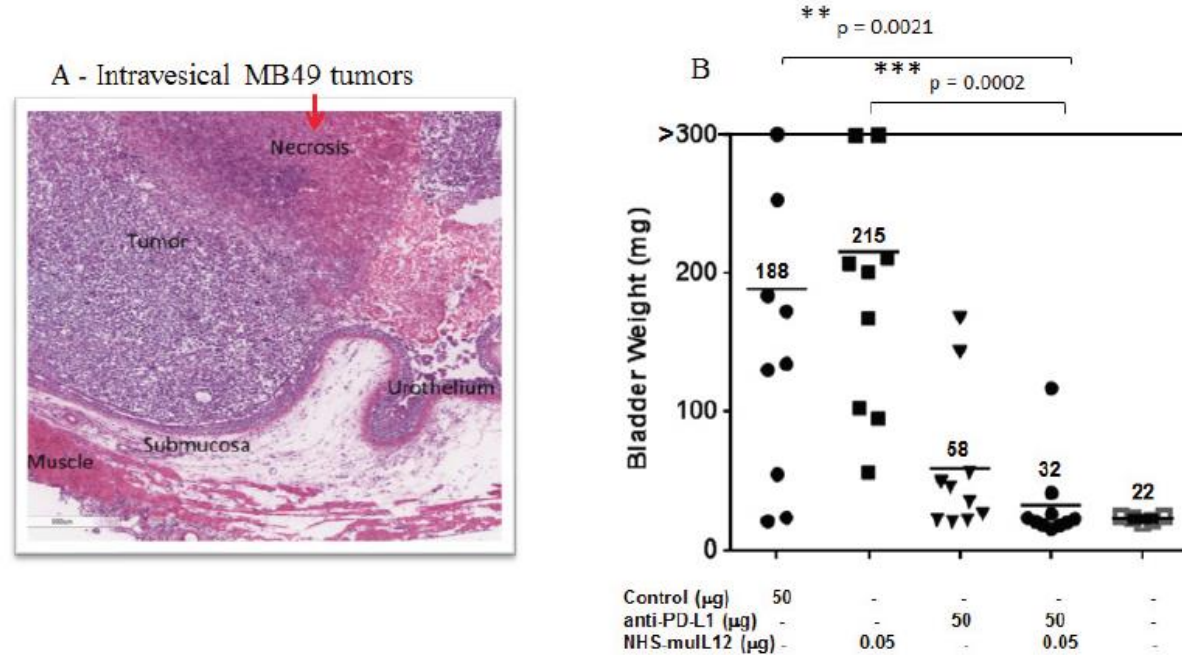 A - Intravesical MB49 tumors
Necrosis
Tumor
Urothelium
Submucosa
Muscle
B
** p = 0.0021
*** p = 0.0002
Bladder Weight (mg)
>300
200
100
0
188
215
58
32
22
Control (μg) 50 - - - -
anti-PD-L1 (μg) - - 50 50 -
NHS-muIL12 (μg) - 0.05 - 0.05 -